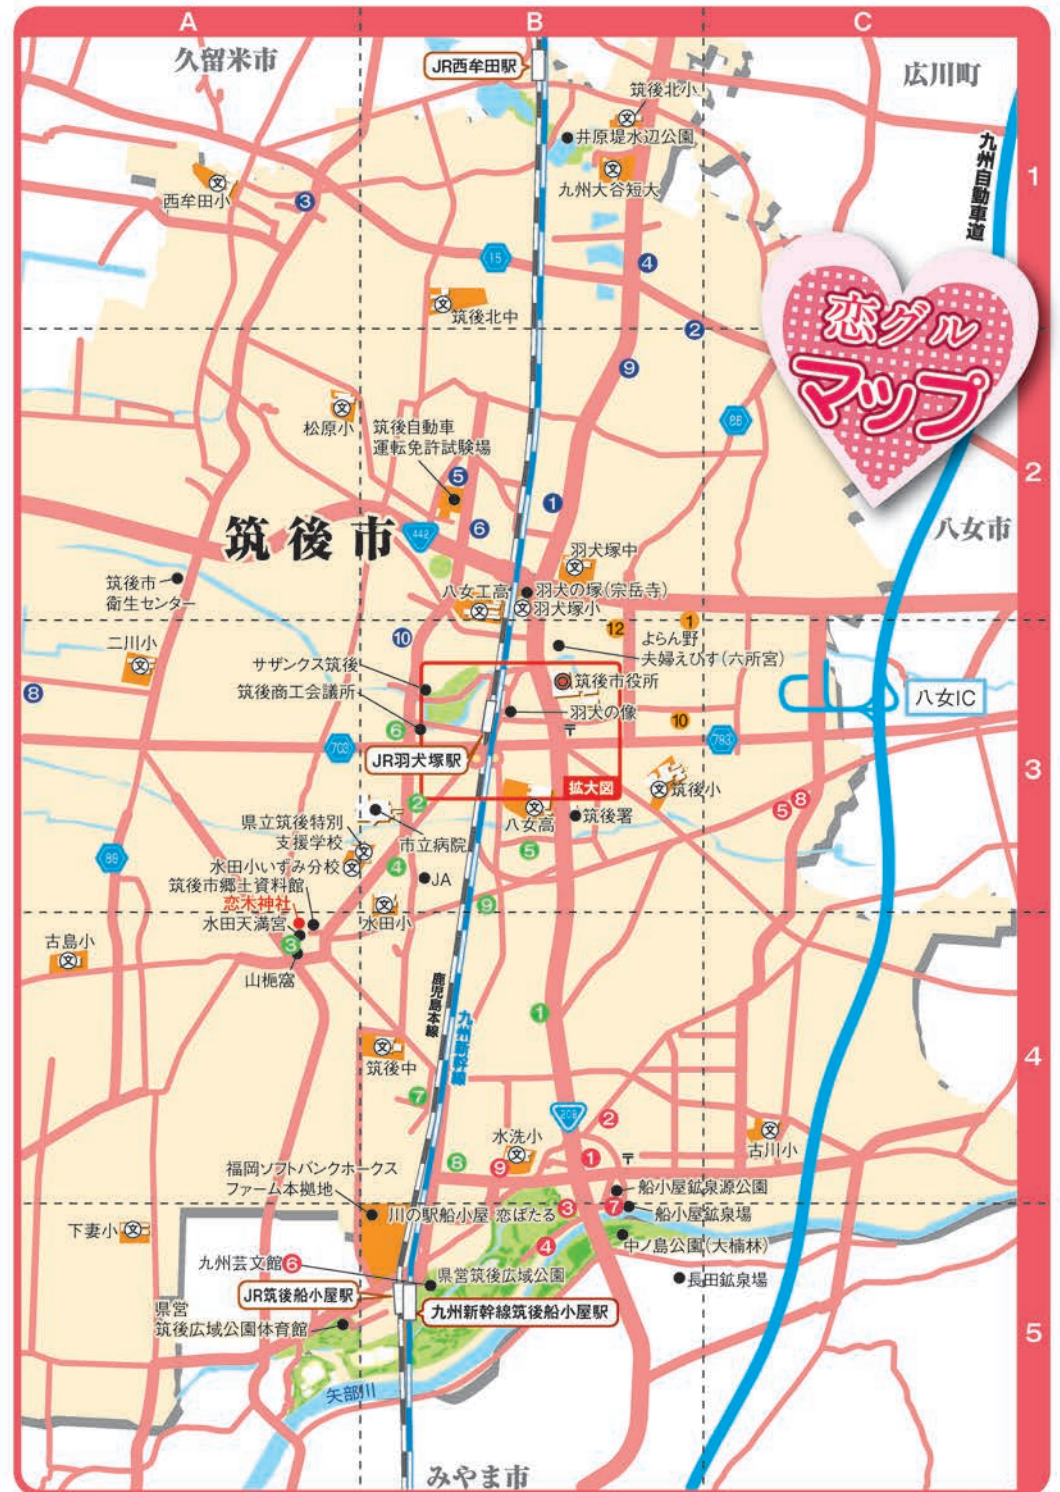 A
B
C
久留米市
JR西牟田駅
広川町
筑後北小
井原堤水辺公園
九州大谷短大
九州自動車道
1
西牟田小
3
15
4
筑後北中
2
恋グル
マップ
9
88
松原小
筑後自動車
運転免許試験場
5
2
1
6
筑後市
442
八女市
羽犬塚中
筑後市
衛生センター
八女工高
羽犬の塚(宗岳寺)
羽犬塚小
10
12
1
よらん野
夫婦えびす(六所宮)
二川小
サザンクス筑後
筑後市役所
8
筑後商工会議所
羽犬の像
八女IC
6
〒
10
703
JR羽犬塚駅
783
3
拡大図
筑後小
2
八女高
筑後署
5
8
県立筑後特別
支援学校
市立病院
5
水田小いずみ分校
4
JA
86
筑後市郷土資料館
恋木神社
水田天満宮
水田小
9
古島小
3
山梔窩
鹿児島本線
九州新幹線
1
筑後中
4
7
209
2
水洗小
古川小
8
9
1
〒
福岡ソフトバンクホークス
ファーム本拠地
船小屋鉱泉源公園
下妻小
川の駅船小屋 恋ぼたる
3
7
船小屋鉱泉場
4
中ノ島公園(大楠林)
九州芸文館
6
県営筑後広域公園
長田鉱泉場
JR筑後船小屋駅
九州新幹線筑後船小屋駅
県営
筑後広域公園体育館
5
矢部川
みやま市